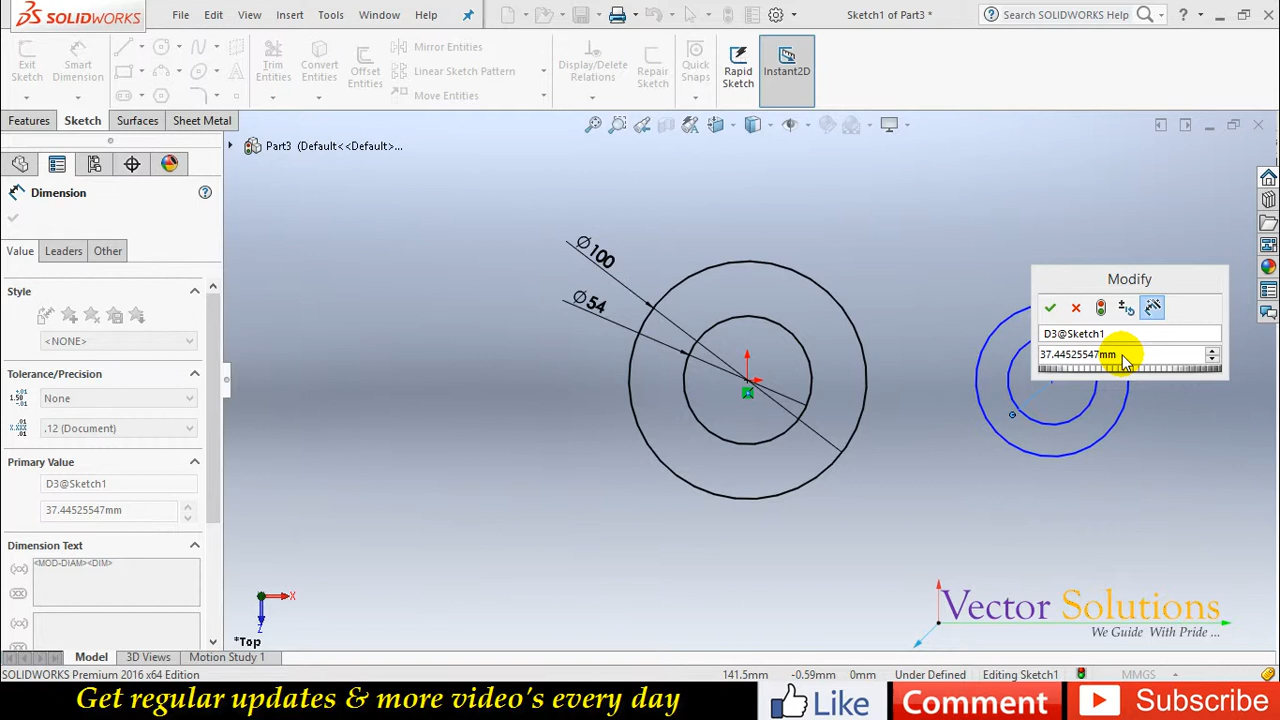 SOLIDWORKS
File Edit View Insert Tools Window Help
Sketch1 of Part3 *
Search SOLIDWORKS Help
Exit Sketch
Smart Dimension
Trim Entities
Convert Entities
Offset Entities
Mirror Entities
Linear Sketch Pattern
Move Entities
Display/Delete Relations
Repair Sketch
Quick Snaps
Rapid Sketch
Instant2D
Features Sketch Surfaces Sheet Metal
Part3 (Default<<Default>...
Dimension
Value Leaders Other
Style
<NONE>
Tolerance/Precision
1.50
None
.12 (Document)
Primary Value
D3@Sketch1
37.44525547mm
Dimension Text
<MOD-DIAM><DIM>
∅100
∅54
Modify
D3@Sketch1
37.44525547mm
X
Z
*Top
Vector Solutions
We Guide With Pride ...
Model 3D Views Motion Study 1
SOLIDWORKS Premium 2016 x64 Edition
141.5mm -0.59mm 0mm Under Defined Editing Sketch1 MMGS
Get regular updates & more video's every day
Like
Comment
Subscribe